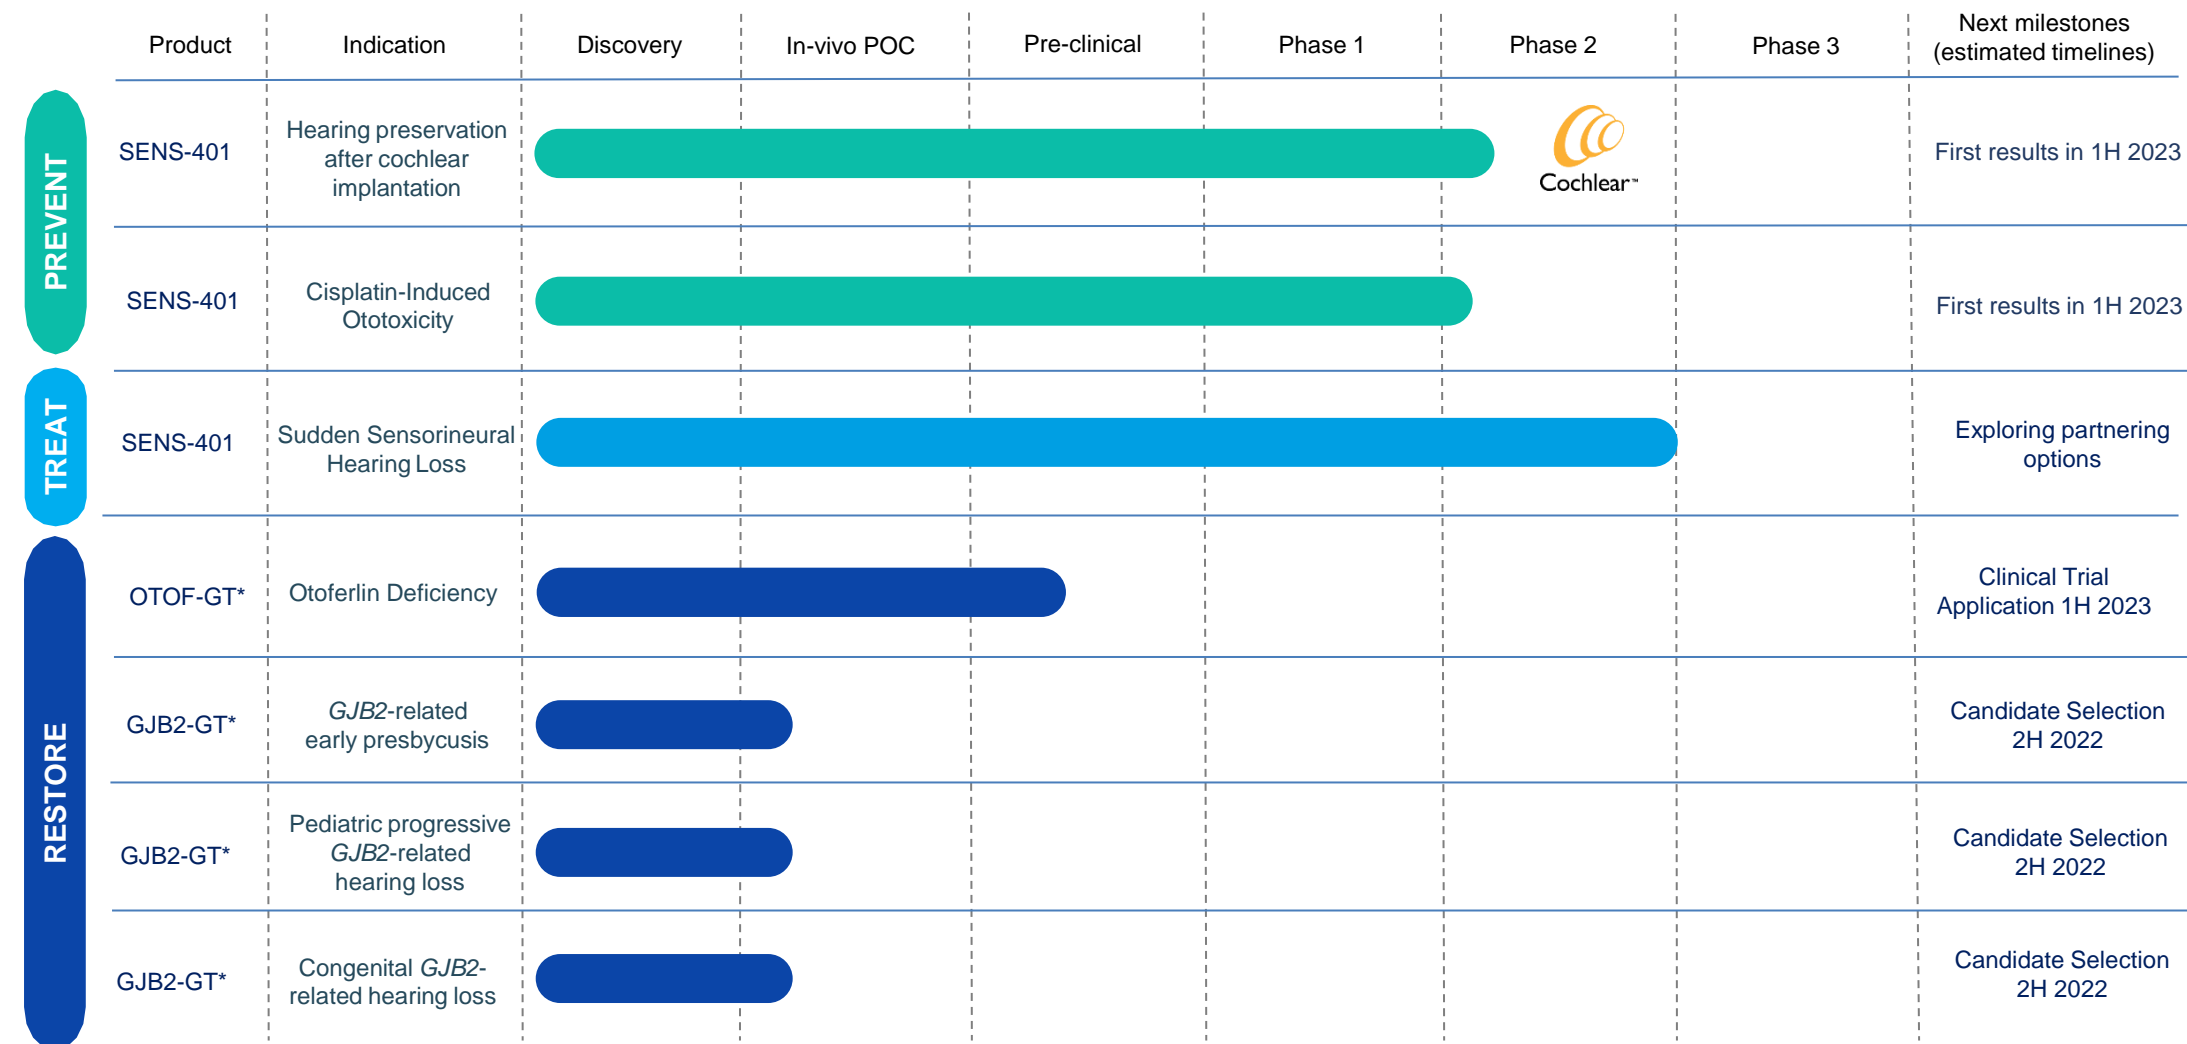 Product
Indication
Discovery
In-vivo POC
Pre-clinical
Phase 1
Phase 2
Phase 3
Next milestones
(estimated timelines)
PREVENT
SENS-401
Hearing preservation
after cochlear
implantation
Cochlear™
First results in 1H 2023
SENS-401
Cisplatin-Induced
Ototoxicity
First results in 1H 2023
TREAT
SENS-401
Sudden Sensorineural
Hearing Loss
Exploring partnering
options
RESTORE
OTOF-GT*
Otoferlin Deficiency
Clinical Trial
Application 1H 2023
GJB2-GT*
GJB2-related
early presbycusis
Candidate Selection
2H 2022
GJB2-GT*
Pediatric progressive
GJB2-related
hearing loss
Candidate Selection
2H 2022
GJB2-GT*
Congenital GJB2-
related hearing loss
Candidate Selection
2H 2022